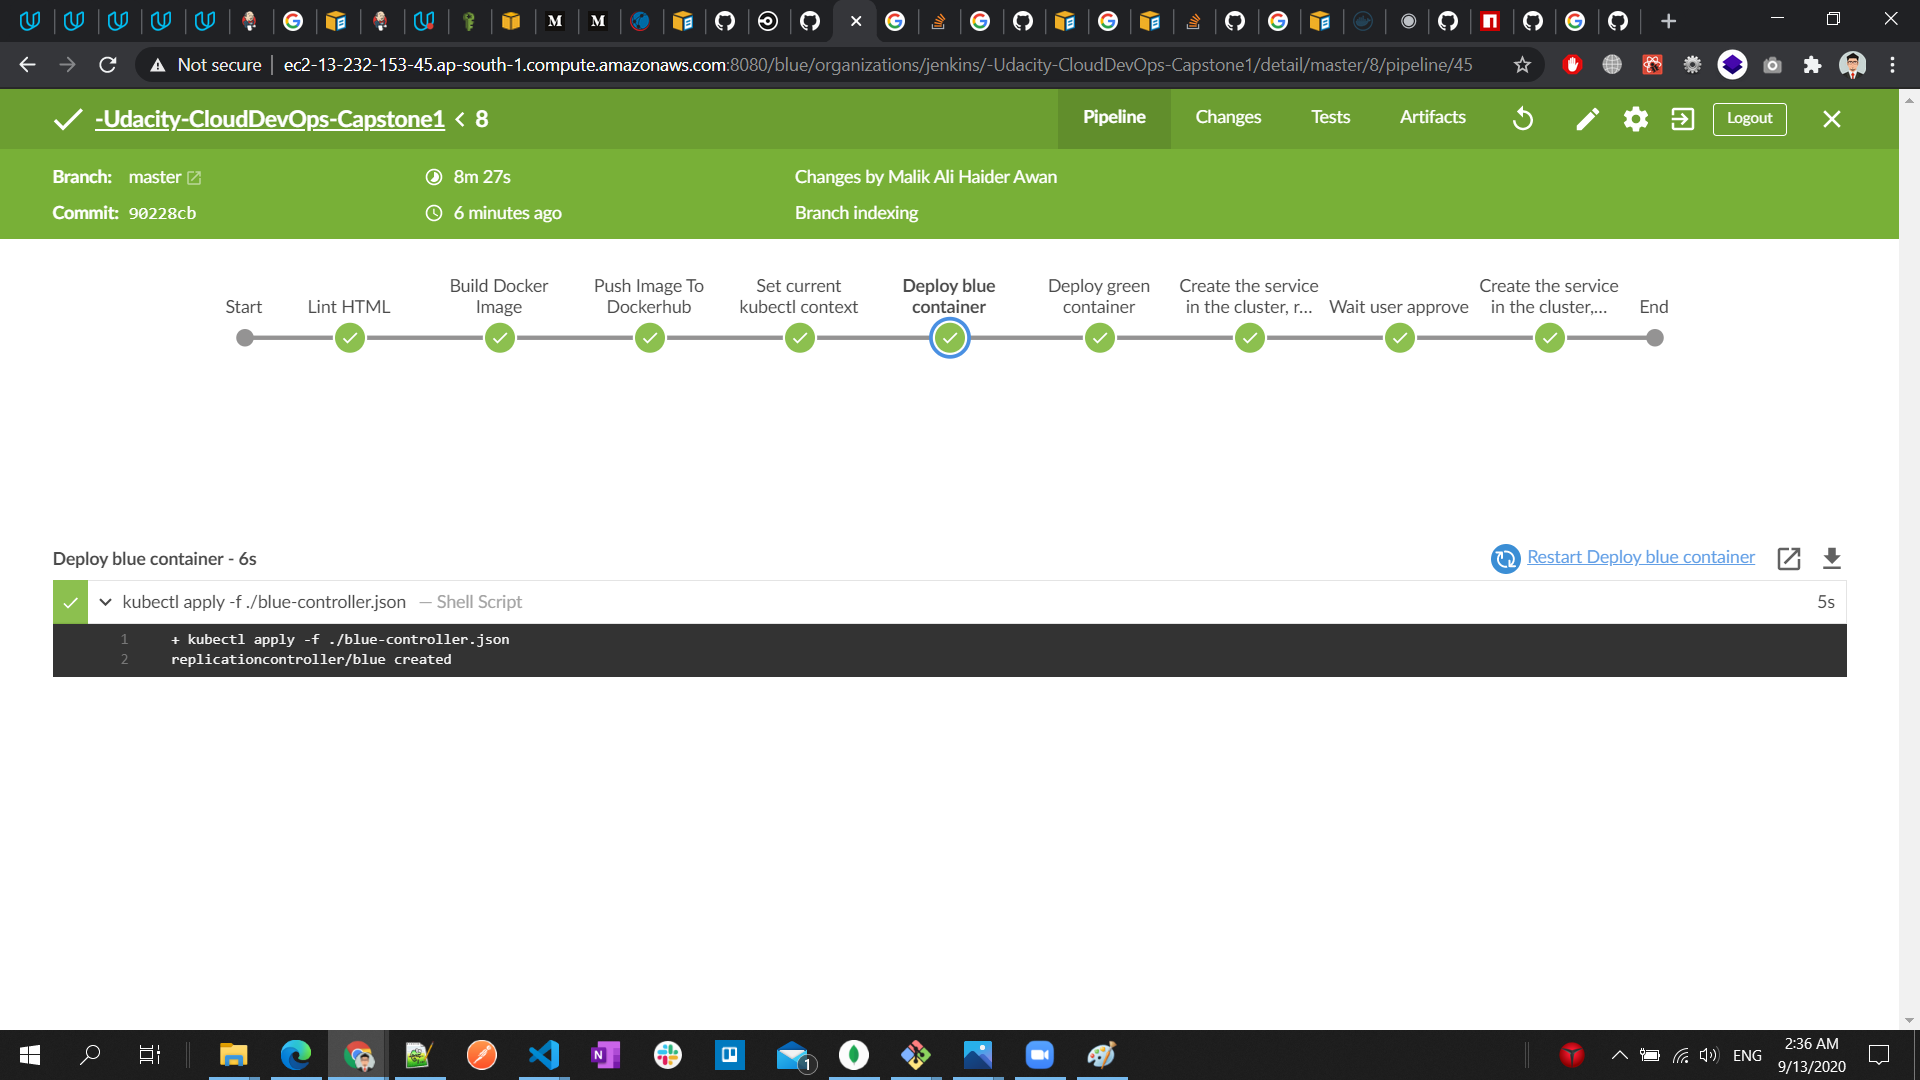 Not secure
ec2-13-232-153-45.ap-south-1.compute.amazonaws.com:8080/blue/organizations/jenkins/-Udacity-CloudDevOps-Capstone1/detail/master/8/pipeline/45
-Udacity-CloudDevOps-Capstone1 < 8
Pipeline
Changes
Tests
Artifacts
Logout
Branch: master
8m 27s
Changes by Malik Ali Haider Awan
Commit: 90228cb
6 minutes ago
Branch indexing
Start
Lint HTML
Build Docker
Image
Push Image To
Dockerhub
Set current
kubectl context
Deploy blue
container
Deploy green
container
Create the service
in the cluster, r...
Wait user approve
Create the service
in the cluster,...
End
Deploy blue container - 6s
Restart Deploy blue container
kubectl apply -f ./blue-controller.json — Shell Script
5s
1 + kubectl apply -f ./blue-controller.json
2 replicationcontroller/blue created
1
ENG
2:36 AM
9/13/2020